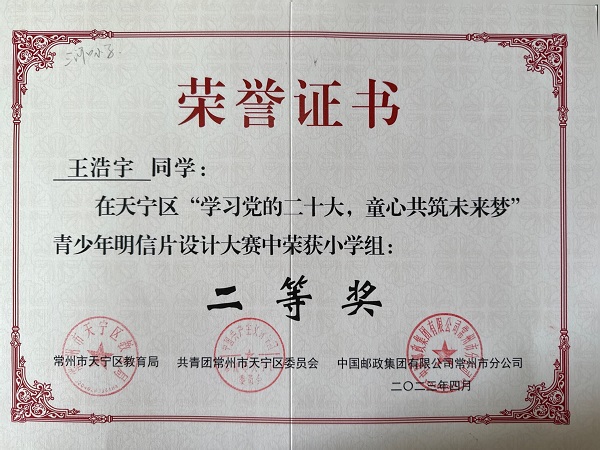 荣誉证书
王浩宇 同学：
在天宁区“学习党的二十大，童心共筑未来梦”
青少年明信片设计大赛中荣获小学组：
二等奖
常州市天宁区教育局 共青团常州市天宁区委员会 中国邮政集团有限公司常州市分公司
二〇二三年四月